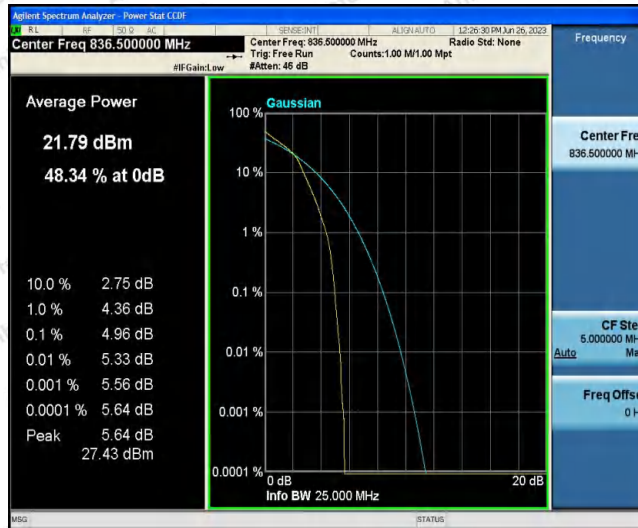 Agilent Spectrum Analyzer - Power Stat CCDF
RL RF 50 Ω AC SENSE:INT ALIGN AUTO 12:26:30 PM Jun 26, 2023
Center Freq 836.500000 MHz
Center Freq: 836.500000 MHz Radio Std: None
Trig: Free Run Counts:1.00 M/1.00 Mpt
#IFGain:Low #Atten: 46 dB
Frequency
Average Power
21.79 dBm
48.34 % at 0dB
10.0 % 2.75 dB
1.0 % 4.36 dB
0.1 % 4.96 dB
0.01 % 5.33 dB
0.001 % 5.56 dB
0.0001 % 5.64 dB
Peak 5.64 dB
27.43 dBm
Gaussian
100 %
10 %
1 %
0.1 %
0.01 %
0.001 %
0.0001 %
0 dB 20 dB
Info BW 25.000 MHz
Center Fre
836.500000 MH
CF Ste
5.000000 MH
Auto Ma
Freq Offse
0 H
MSG STATUS